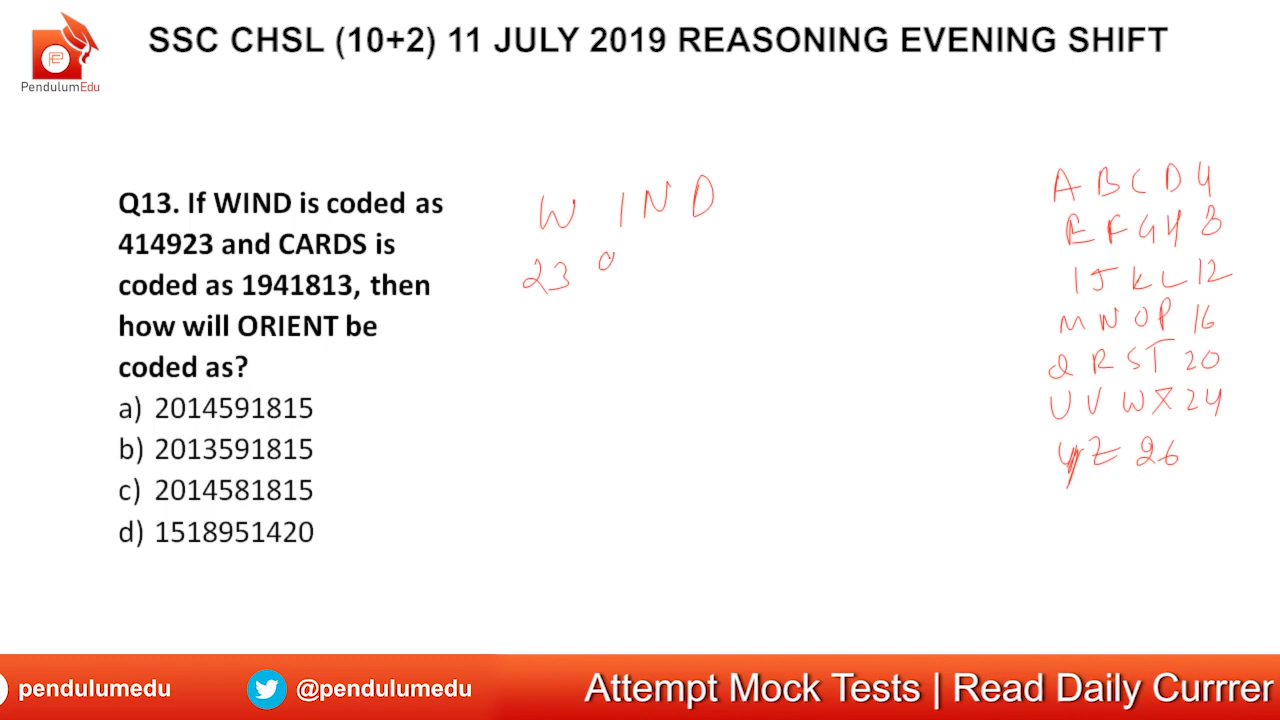 SSC CHSL (10+2) 11 JULY 2019 REASONING EVENING SHIFT
PendulumEdu
Q13. If WIND is coded as
414923 and CARDS is
coded as 1941813, then
how will ORIENT be
coded as?
a) 2014591815
b) 2013591815
c) 2014581815
d) 1518951420
W I N D
23
A B C D 4
E F G H 8
I J K L 12
M N O P 16
Q R S T 20
U V W X 24
Y Z 26
pendulumedu
@pendulumedu
Attempt Mock Tests | Read Daily Currrer